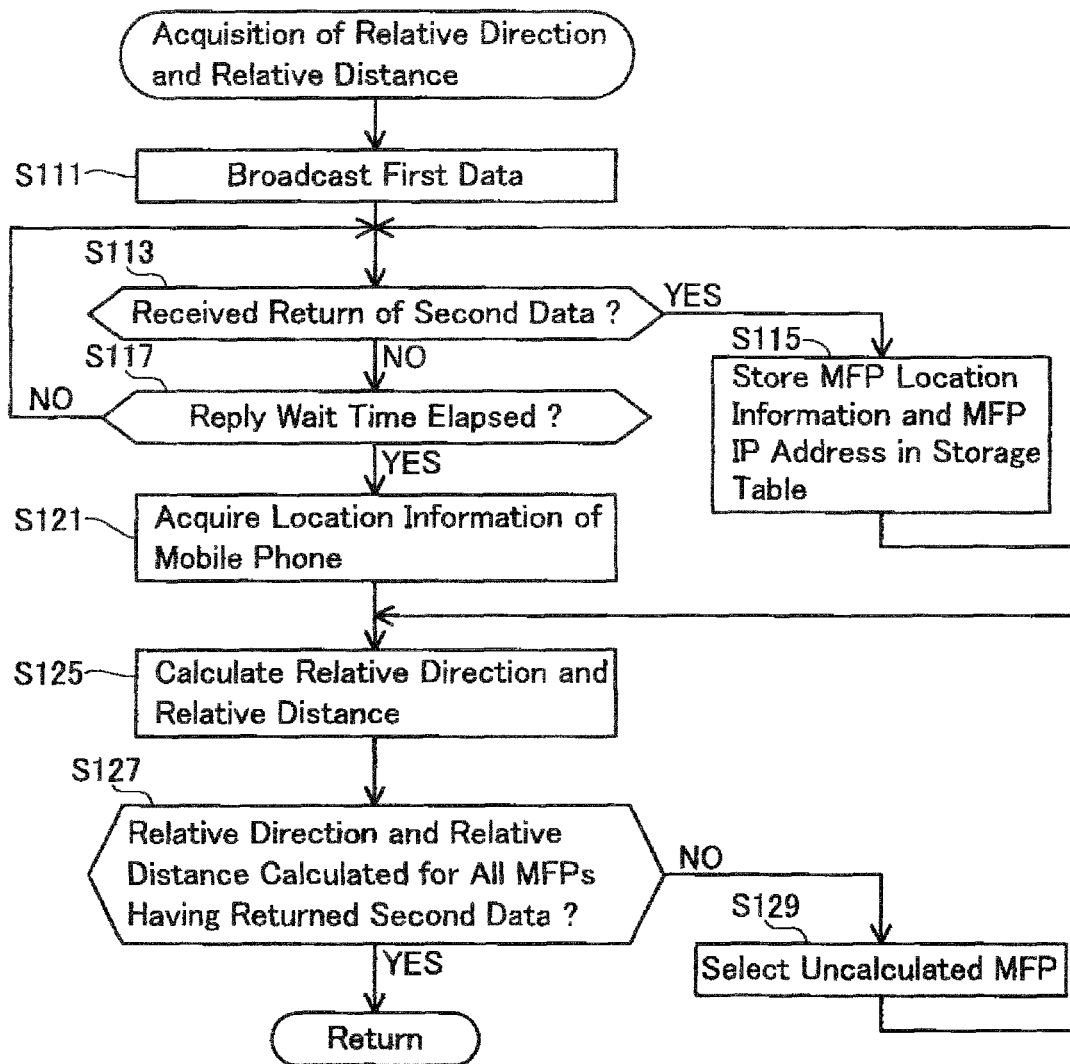 Acquisition of Relative Direction
and Relative Distance
S111
Broadcast First Data
S113
Received Return of Second Data ?
YES
S115
Store MFP Location
Information and MFP
IP Address in Storage
Table
NO
S117
Reply Wait Time Elapsed ?
NO
YES
S121
Acquire Location Information of
Mobile Phone
S125
Calculate Relative Direction and
Relative Distance
S127
Relative Direction and Relative
Distance Calculated for All MFPs
Having Returned Second Data ?
NO
S129
Select Uncalculated MFP
YES
Return